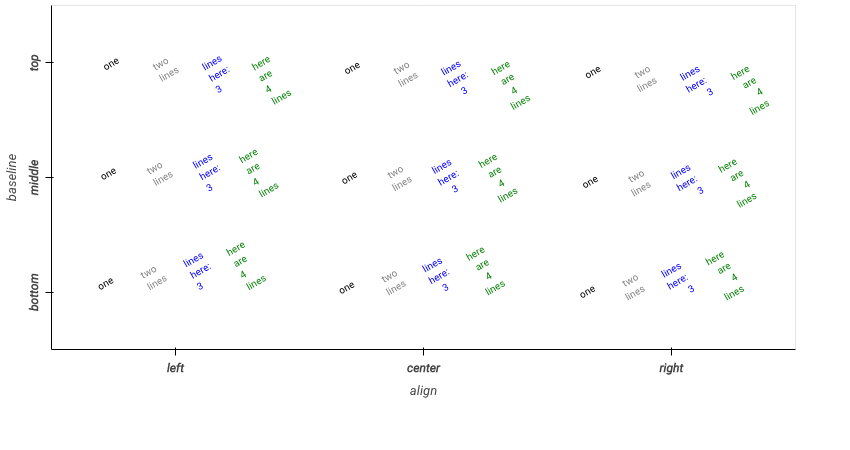 baseline
top
one
two
lines
lines
here:
3
here
are
4
lines
one
two
lines
lines
here:
3
here
are
4
lines
one
two
lines
lines
here:
3
here
are
4
lines
middle
one
two
lines
lines
here:
3
here
are
4
lines
one
two
lines
lines
here:
3
here
are
4
lines
one
two
lines
lines
here:
3
here
are
4
lines
bottom
one
two
lines
lines
here:
3
here
are
4
lines
one
two
lines
lines
here:
3
here
are
4
lines
one
two
lines
lines
here:
3
here
are
4
lines
left
center
right
align